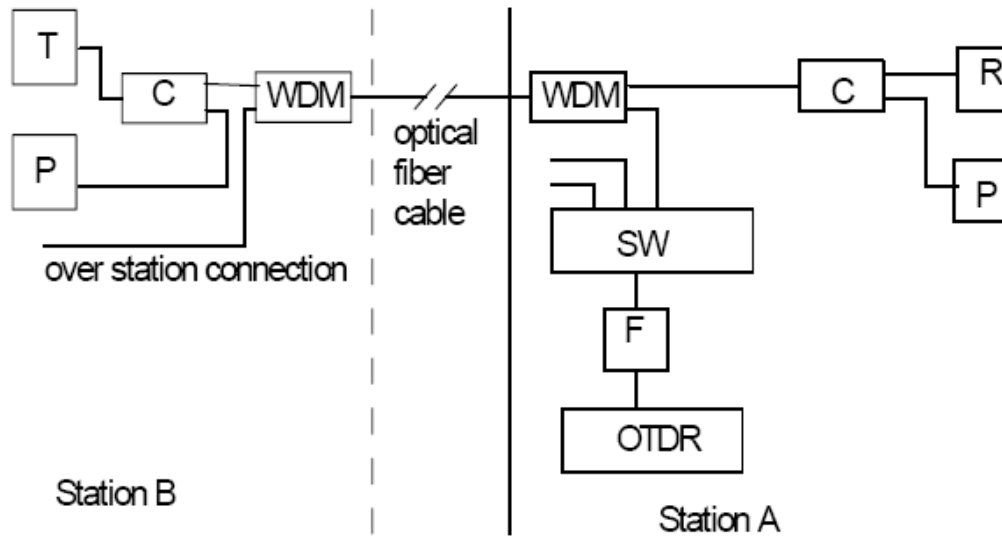 T
C
WDM
P
over station connection
optical
fiber
cable
Station B
WDM
C
R
P
SW
F
OTDR
Station A